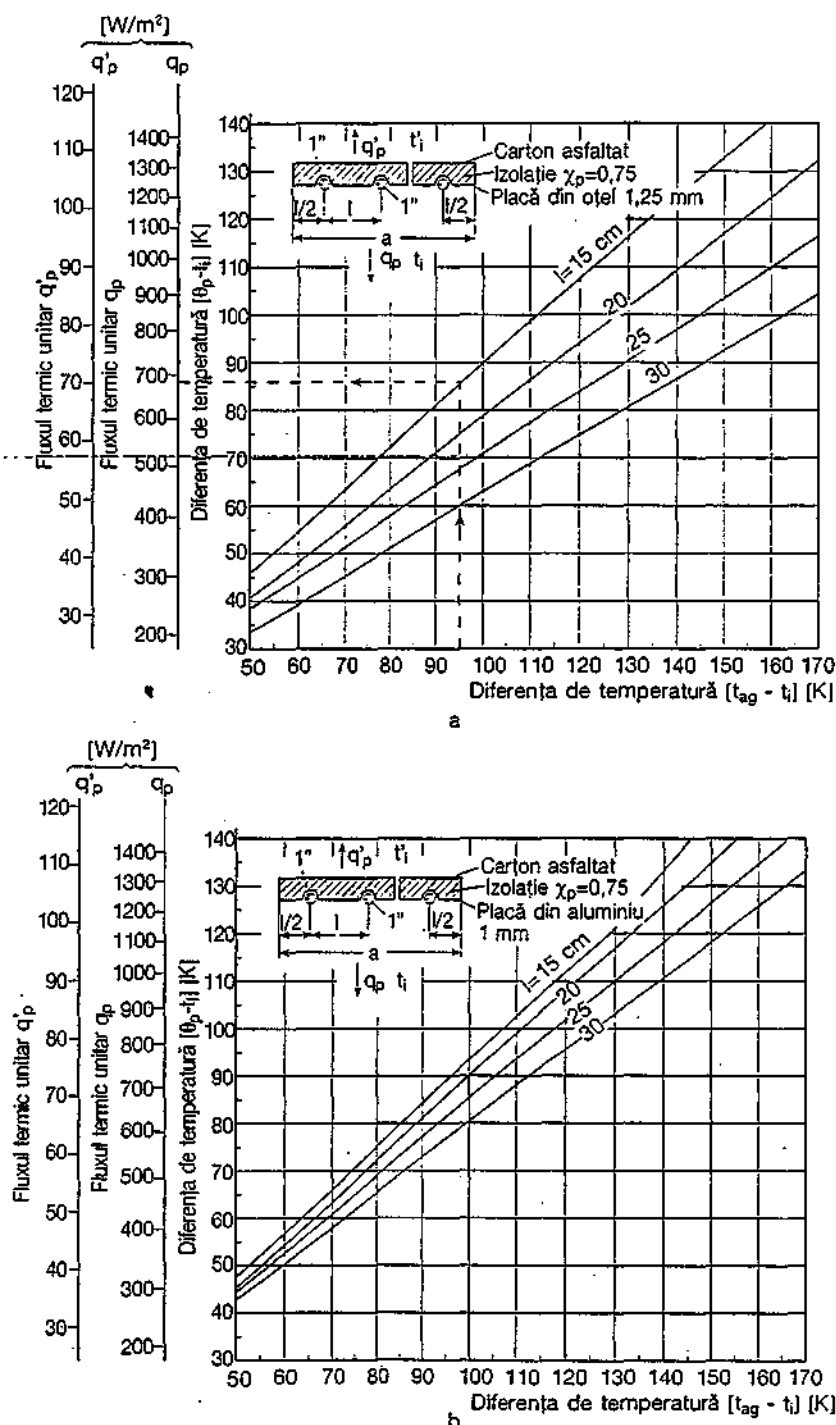 [W/m²]
q'p qp
120
110
100
90
80
70
60
50
40
30
Fluxul termic unitar q'p
1400
1300
1200
1100
1000
900
800
700
600
500
400
300
200
Fluxul termic unitar qp
140
130
120
110
100
90
80
70
60
50
40
30
Diferența de temperatură [θp-ti] [K]
1" q'p t'i
Carton asfaltat
Izolație χp=0,75
Placă din oțel 1,25 mm
l/2 l 1" l/2
a
qp ti
l=15 cm
20
25
30
50 60 70 80 90 100 110 120 130 140 150 160 170
Diferența de temperatură [tag - ti] [K]
a
[W/m²]
q'p qp
120
110
100
90
80
70
60
50
40
30
Fluxul termic unitar q'p
1400
1300
1200
1100
1000
900
800
700
600
500
400
300
200
Fluxul termic unitar qp
140
130
120
110
100
90
80
70
60
50
40
30
Diferența de temperatură [θp-ti] [K]
1" q'p t'i
Carton asfaltat
Izolație χp=0,75
Placă din aluminiu
1 mm
l/2 l 1" l/2
a
qp ti
l=15 cm
20
25
30
50 60 70 80 90 100 110 120 130 140 150 160 170
Diferența de temperatură [tag - ti] [K]
b